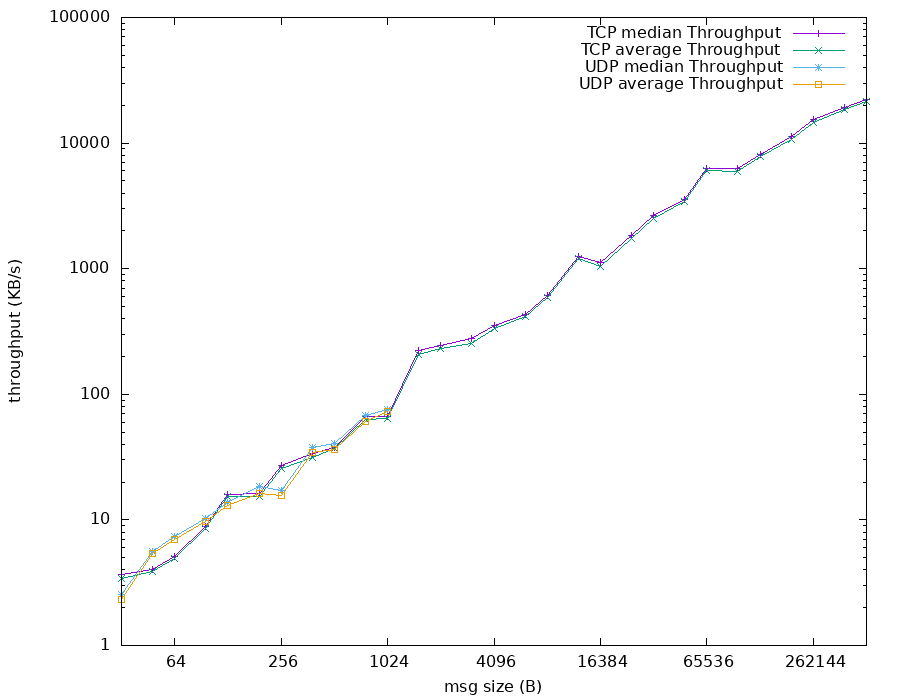 100000
10000
1000
100
10
1
throughput (KB/s)
TCP median Throughput
TCP average Throughput
UDP median Throughput
UDP average Throughput
64 256 1024 4096 16384 65536 262144
msg size (B)